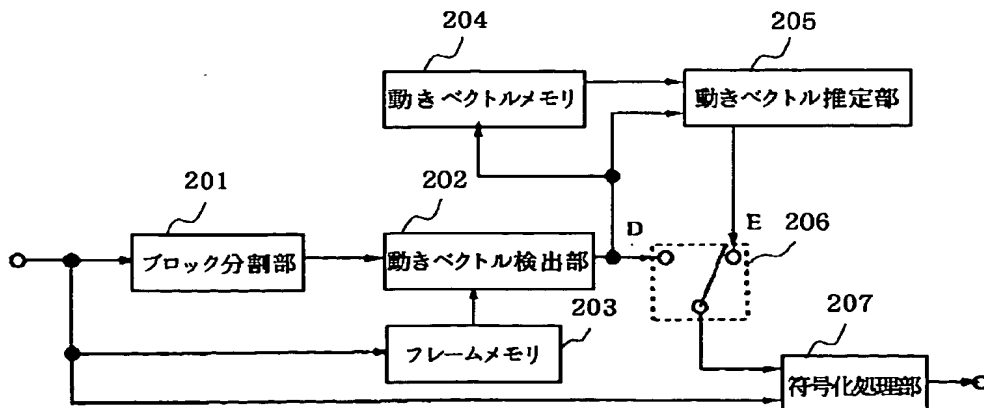 204
205
動きベクトルメモリ
動きベクトル推定部
201
202
D
E
206
ブロック分割部
動きベクトル検出部
203
207
フレームメモリ
符号化処理部